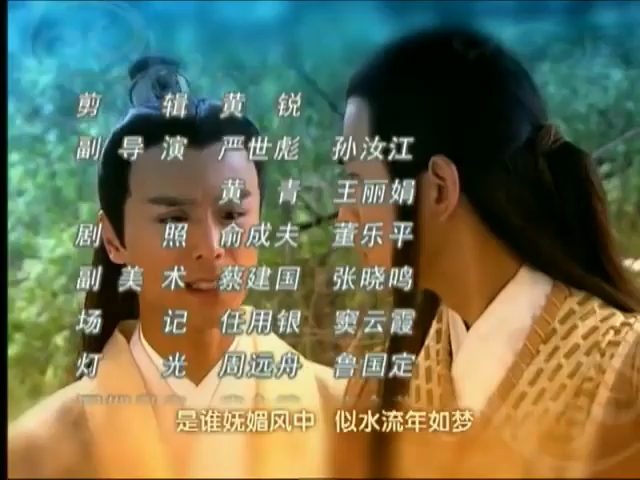 剪辑 黄锐
副导演 严世彪 孙汝江
黄青 王丽娟
剧照 俞成夫 董乐平
副美术 蔡建国 张晓鸣
场记 任用银 窦云霞
灯光 周远舟 鲁国定
是谁妩媚风中 似水流年如梦